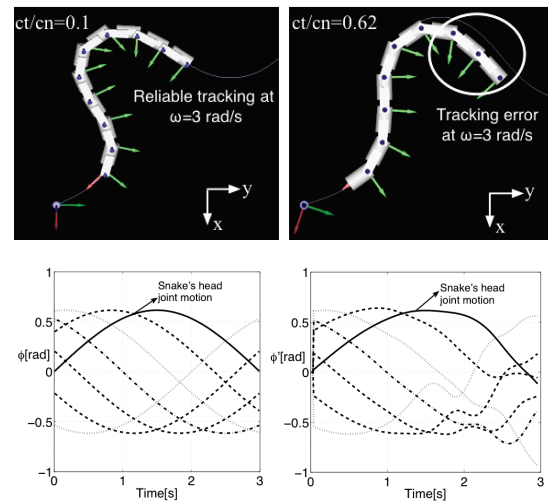 ct/cn=0.1
Reliable tracking at
ω=3 rad/s
y
x
ct/cn=0.62
Tracking error
at ω=3 rad/s
y
x
1
0.5
ϕ[rad]
0
−0.5
−1
Snake's head
joint motion
0 1 2 3
Time[s]
1
0.5
ϕ'[rad]
0
−0.5
−1
Snake's head
joint motion
0 1 2 3
Time[s]